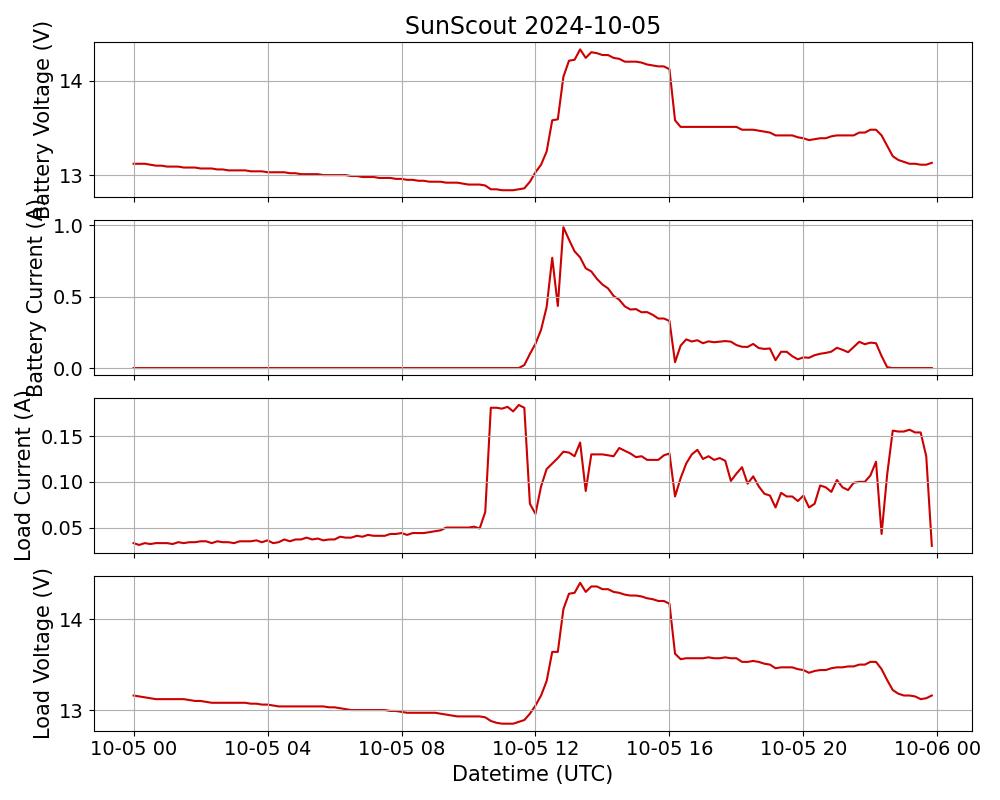 SunScout 2024-10-05
Battery Voltage (V)
14
13
Battery Current (A)
1.0
0.5
0.0
Load Current (A)
0.15
0.10
0.05
Load Voltage (V)
14
13
10-05 00 10-05 04 10-05 08 10-05 12 10-05 16 10-05 20 10-06 00
Datetime (UTC)